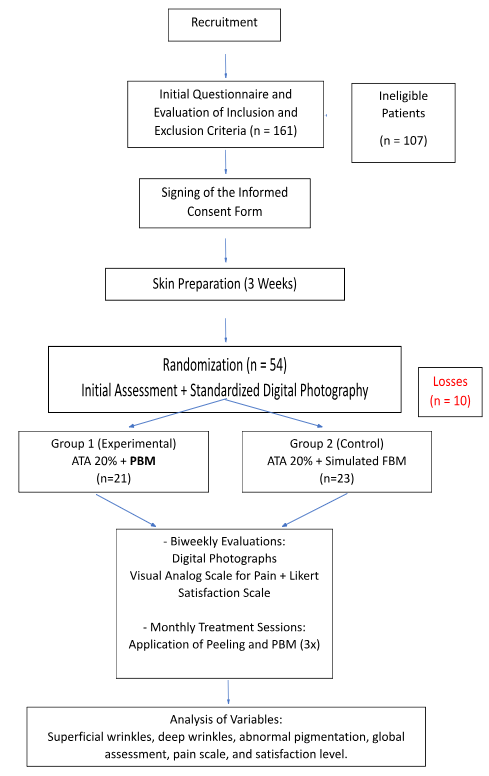 Recruitment
Initial Questionnaire and
Evaluation of Inclusion and
Exclusion Criteria (n = 161)
Ineligible
Patients
(n = 107)
Signing of the Informed
Consent Form
Skin Preparation (3 Weeks)
Randomization (n = 54)
Initial Assessment + Standardized Digital Photography
Losses
(n = 10)
Group 1 (Experimental)
ATA 20% + PBM
(n=21)
Group 2 (Control)
ATA 20% + Simulated FBM
(n=23)
- Biweekly Evaluations:
Digital Photographs
Visual Analog Scale for Pain + Likert
Satisfaction Scale
- Monthly Treatment Sessions:
Application of Peeling and PBM (3x)
Analysis of Variables:
Superficial wrinkles, deep wrinkles, abnormal pigmentation, global
assessment, pain scale, and satisfaction level.